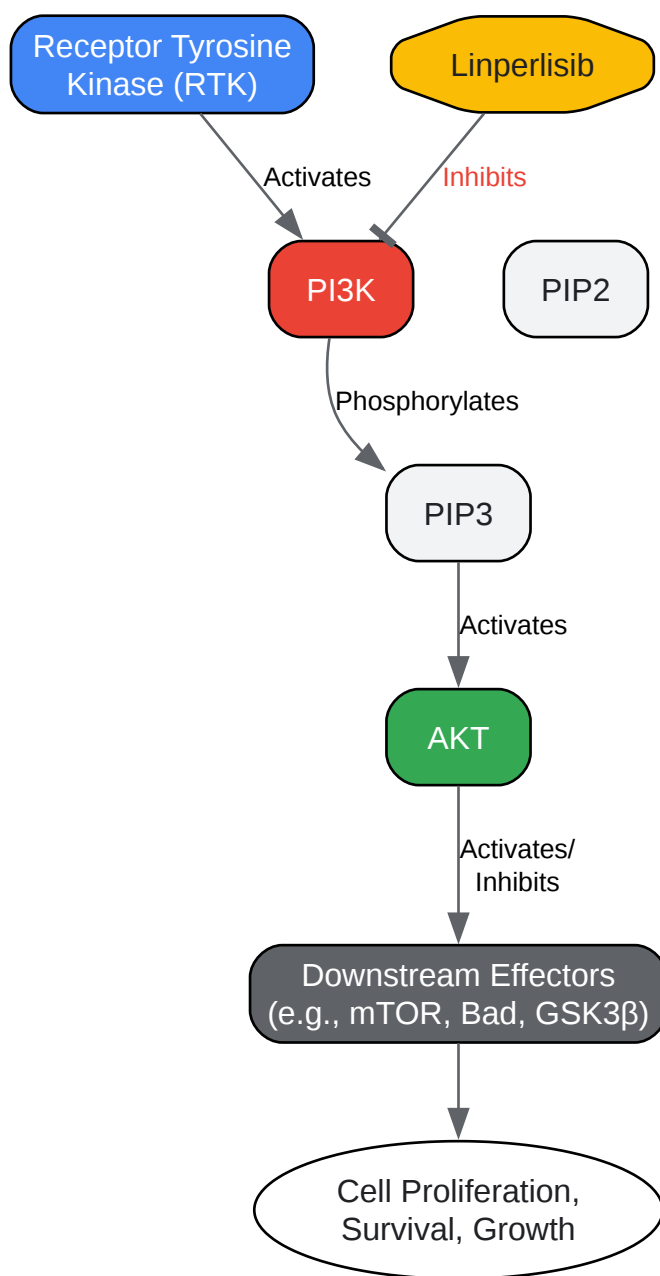 Receptor Tyrosine
Kinase (RTK)
Linperlisib
Activates
Inhibits
PI3K
PIP2
Phosphorylates
PIP3
Activates
AKT
Activates/
Inhibits
Downstream Effectors
(e.g., mTOR, Bad, GSK3β)
Cell Proliferation,
Survival, Growth